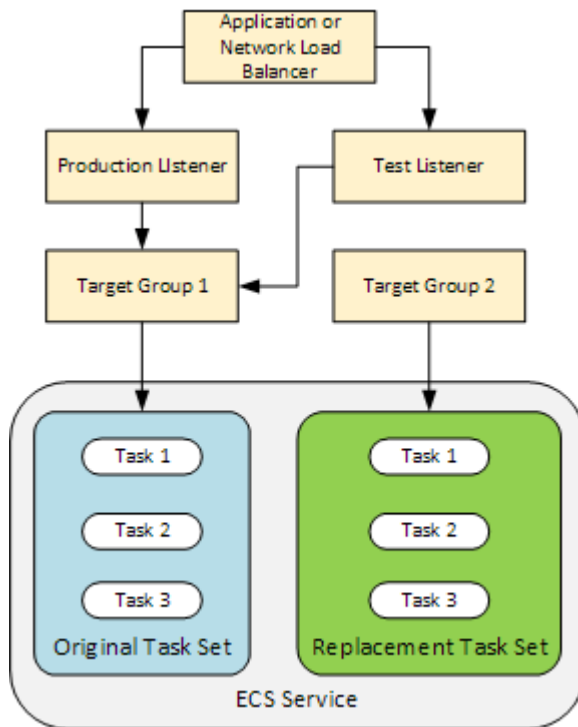 Application or
Network Load
Balancer
Production Listener
Test Listener
Target Group 1
Target Group 2
Task 1
Task 1
Task 2
Task 2
Task 3
Task 3
Original Task Set
Replacement Task Set
ECS Service